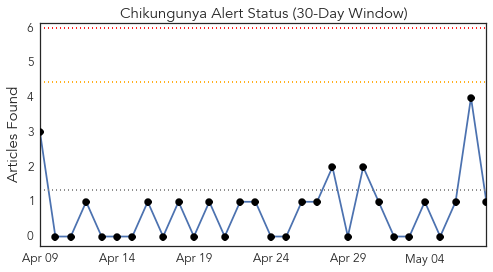 Chikungunya Alert Status (30-Day Window)
Articles Found
6
5
4
3
2
1
0
Apr 09 Apr 14 Apr 19 Apr 24 Apr 29 May 04